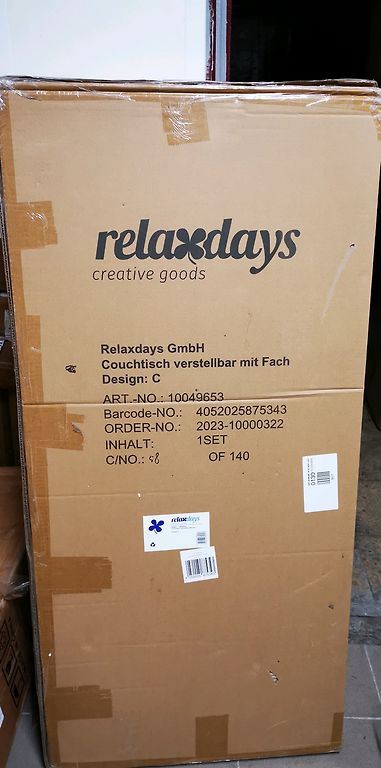 relaxdays
creative goods
Relaxdays GmbH
Couchtisch verstellbar mit Fach
Design: C
ART.-NO.: 10049653
Barcode-NO.: 4052025875343
ORDER-NO.: 2023-10000322
INHALT: 1SET
C/NO.: 58 OF 140
relaxdays